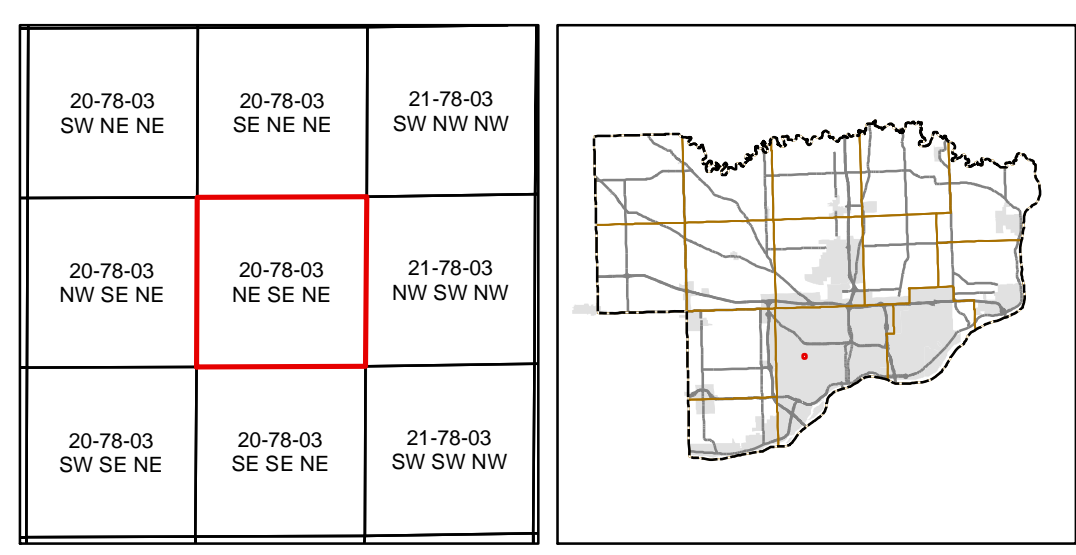 20-78-03
SW NE NE
20-78-03
SE NE NE
21-78-03
SW NW NW
20-78-03
NW SE NE
20-78-03
NE SE NE
21-78-03
NW SW NW
20-78-03
SW SE NE
20-78-03
SE SE NE
21-78-03
SW SW NW